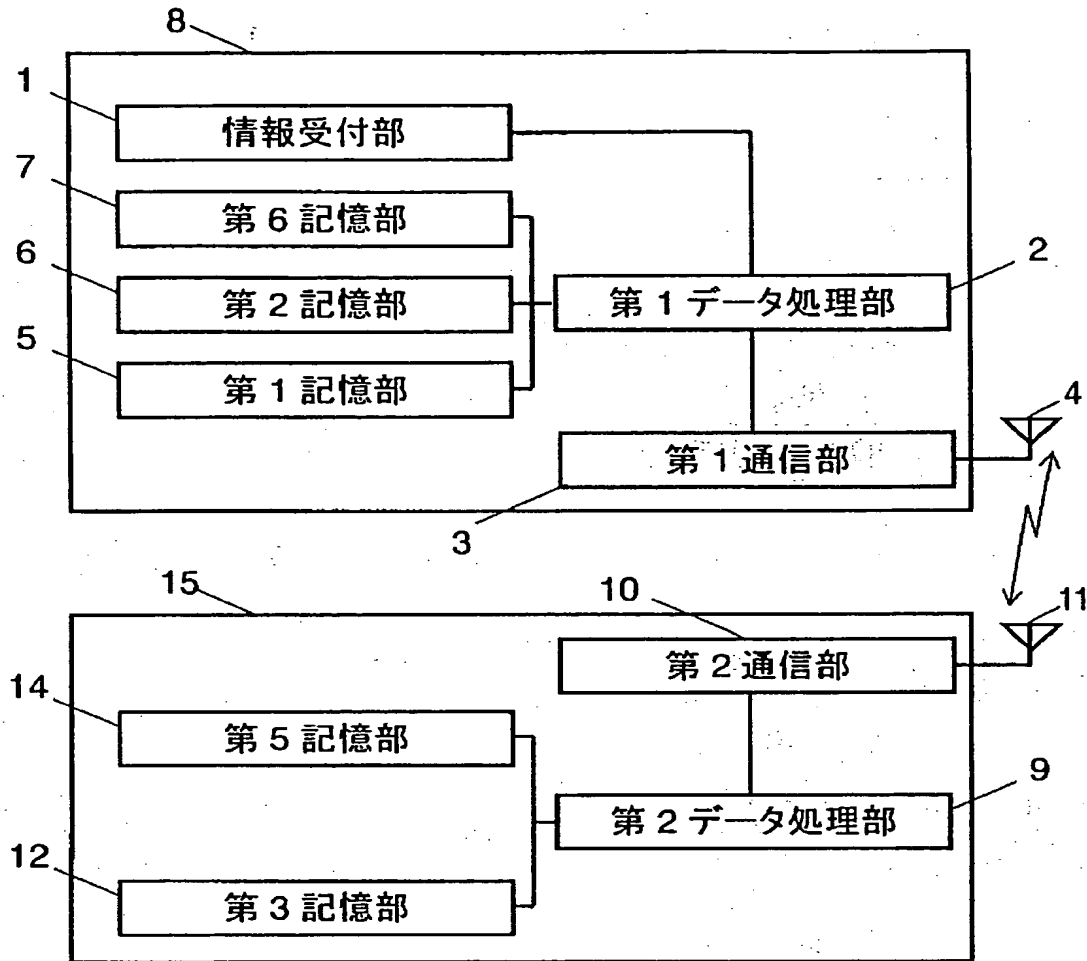 8
1
情報受付部
7
第6記憶部
6
第2記憶部
2
第1データ処理部
5
第1記憶部
4
第1通信部
3
15
10
11
第2通信部
14
第5記憶部
9
第2データ処理部
12
第3記憶部